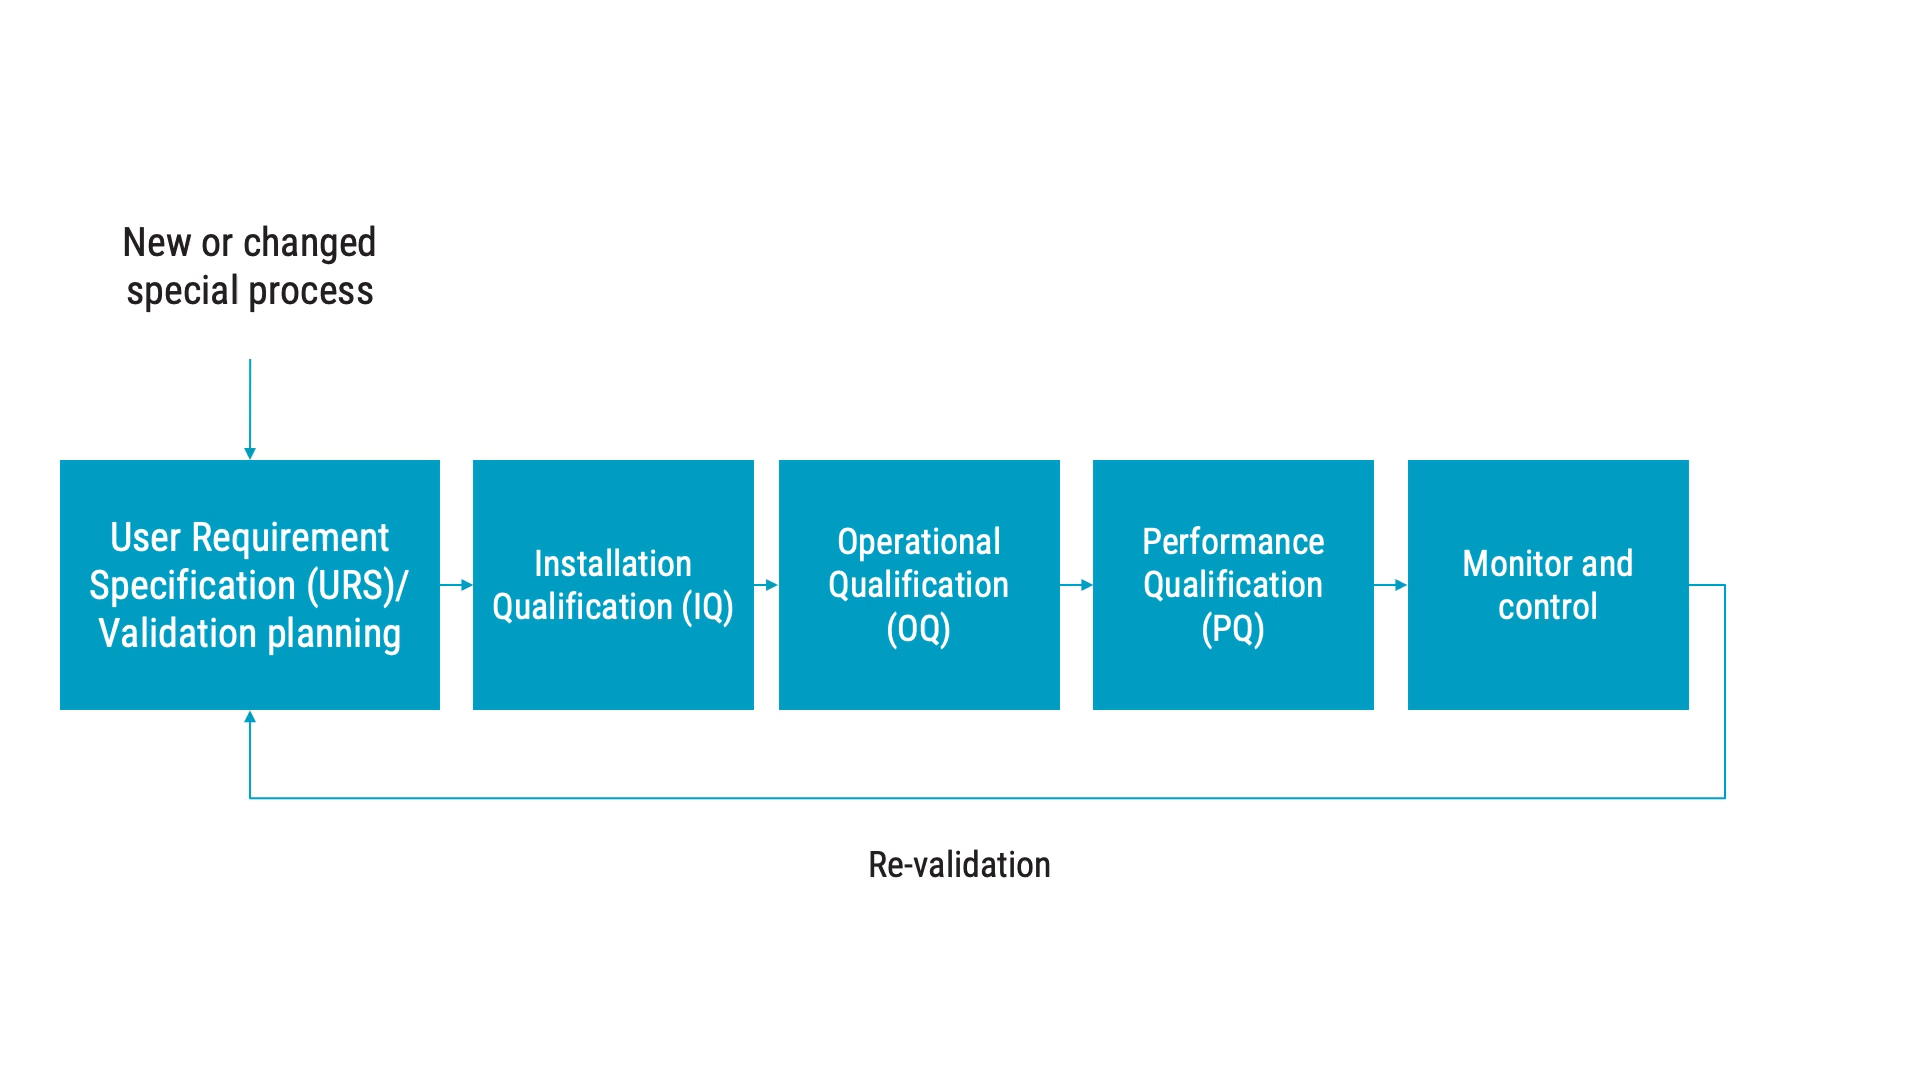 New or changed
special process
User Requirement
Specification (URS)/
Validation planning
Installation
Qualification (IQ)
Operational
Qualification
(OQ)
Performance
Qualification
(PQ)
Monitor and
control
Re-validation